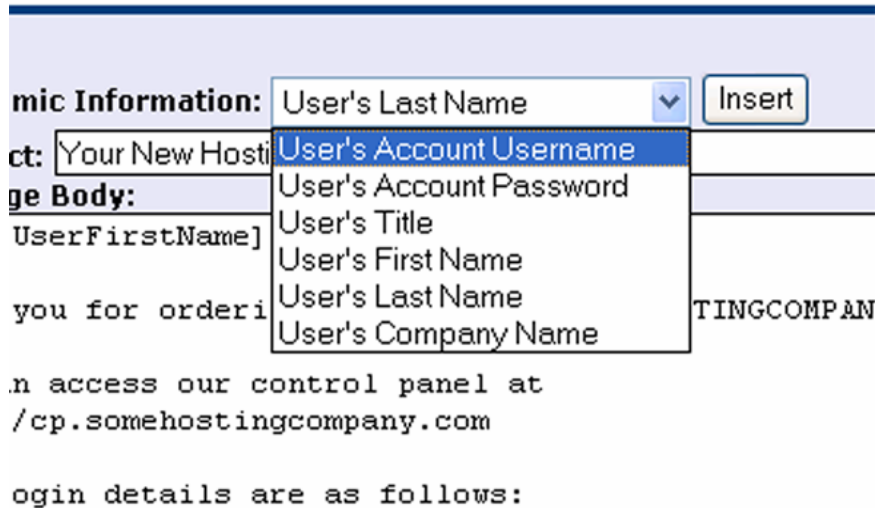 mic Information: User's Last Name Insert
ct: Your New Hosti User's Account Username
User's Account Password
ge Body:
User's Title
UserFirstName]
User's First Name
User's Last Name
you for orderi TINGCOMPAN
User's Company Name
n access our control panel at
/cp.somehostingcompany.com
ogin details are as follows: